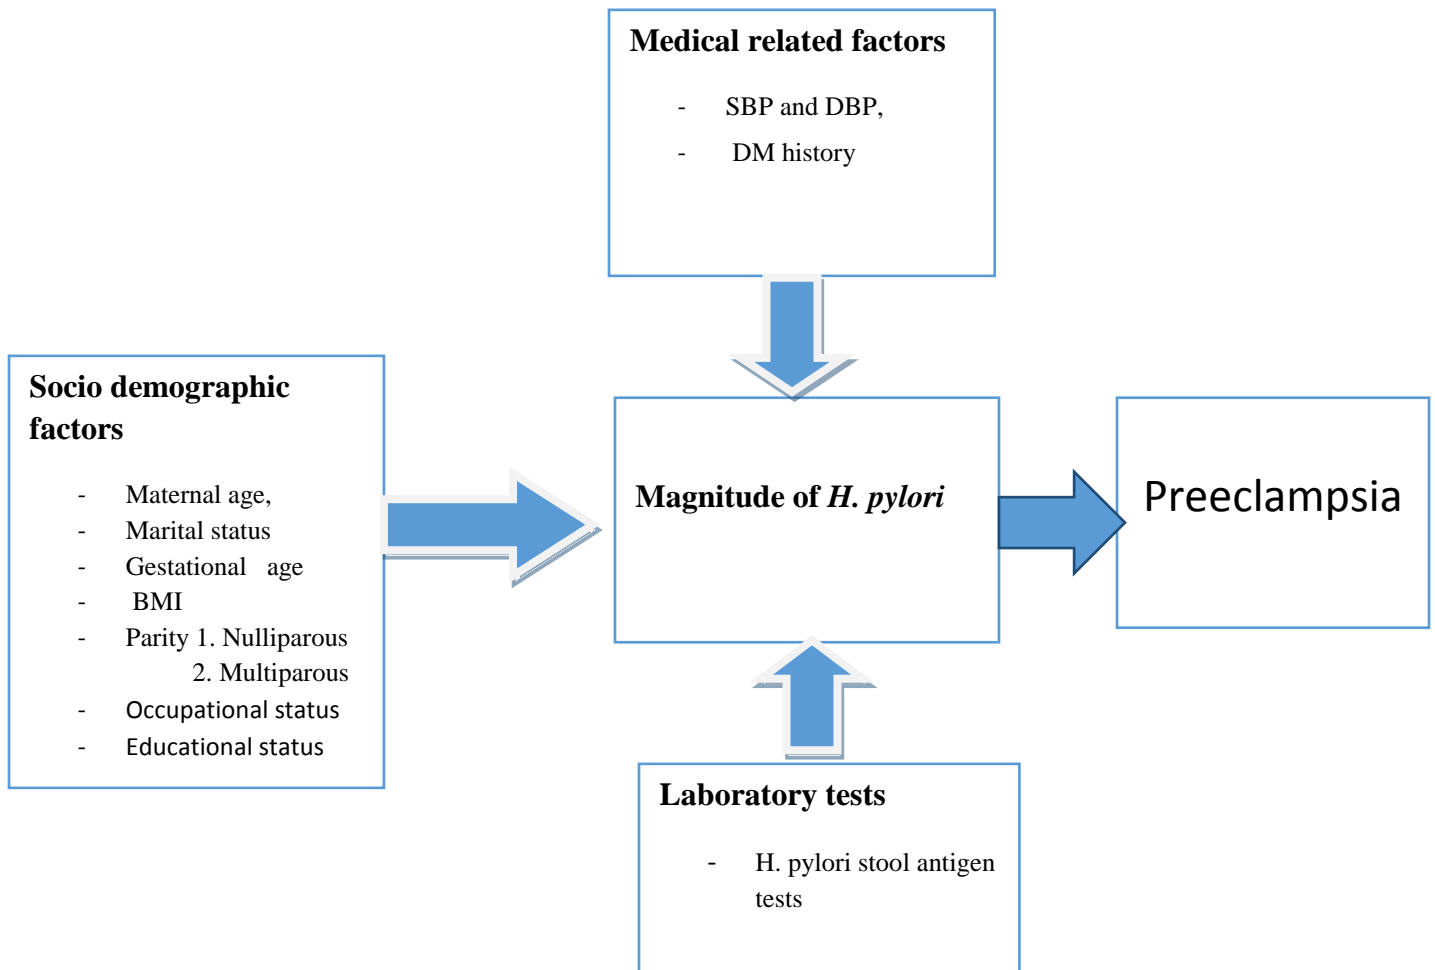 Medical related factors
- SBP and DBP,
- DM history
Socio demographic
factors
- Maternal age,
- Marital status
- Gestational age
- BMI
- Parity 1. Nulliparous
2. Multiparous
- Occupational status
- Educational status
Magnitude of H. pylori
Preeclampsia
Laboratory tests
- H. pylori stool antigen
tests